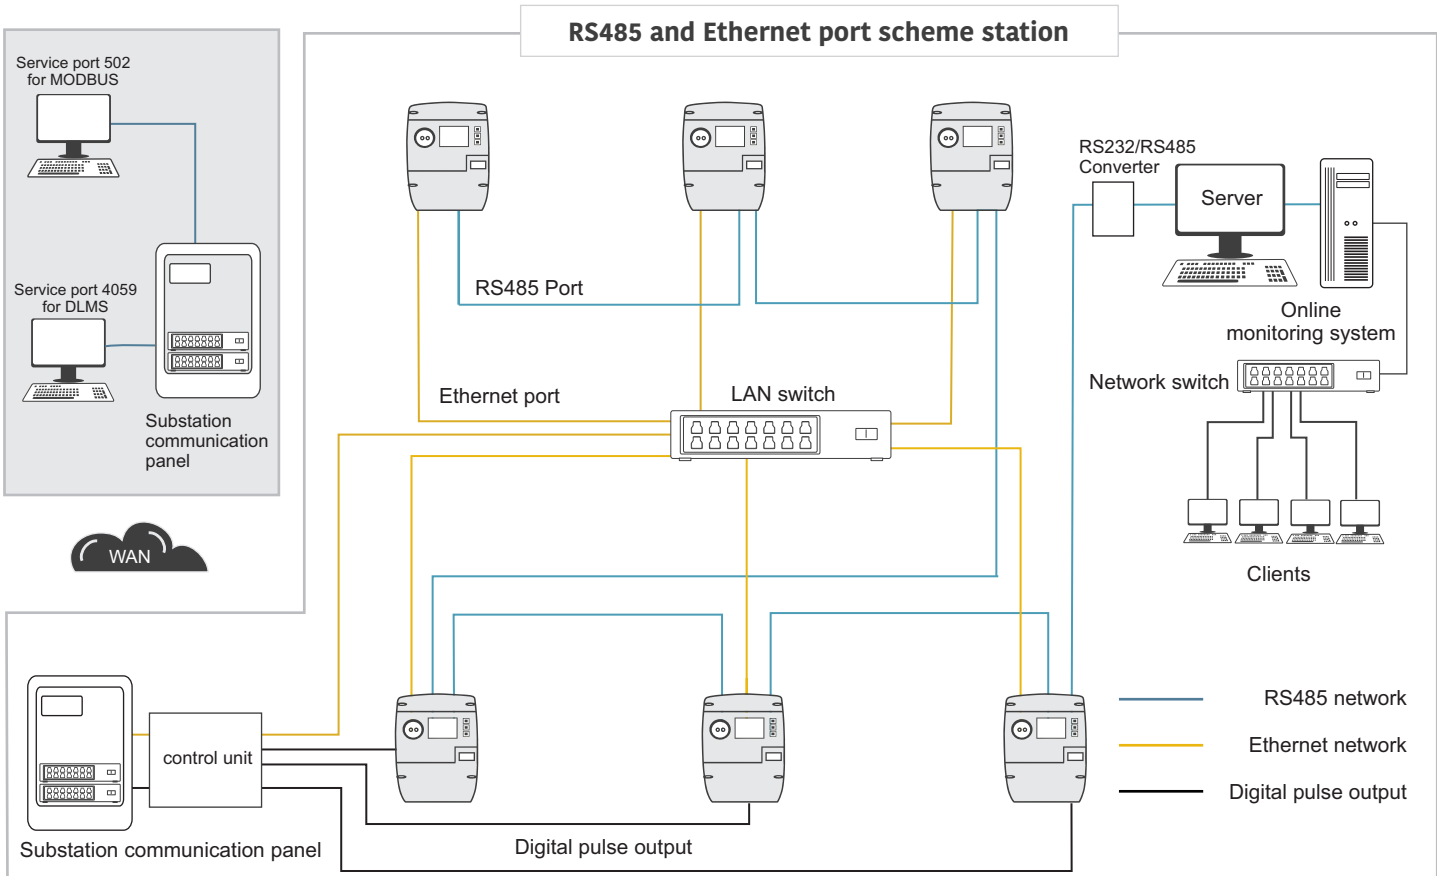 RS485 and Ethernet port scheme station
Service port 502
for MODBUS
Service port 4059
for DLMS
Substation
communication
panel
WAN
RS485 Port
Ethernet port
LAN switch
RS232/RS485
Converter
Server
Online
monitoring system
Network switch
Clients
control unit
Substation communication panel
Digital pulse output
RS485 network
Ethernet network
Digital pulse output